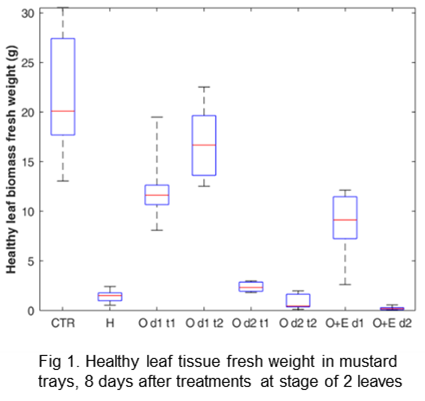 Healthy leaf biomass fresh weight (g)
30
25
20
15
10
5
0
CTR H O d1 t1 O d1 t2 O d2 t1 O d2 t2 O+E d1 O+E d2
Fig 1. Healthy leaf tissue fresh weight in mustard
trays, 8 days after treatments at stage of 2 leaves